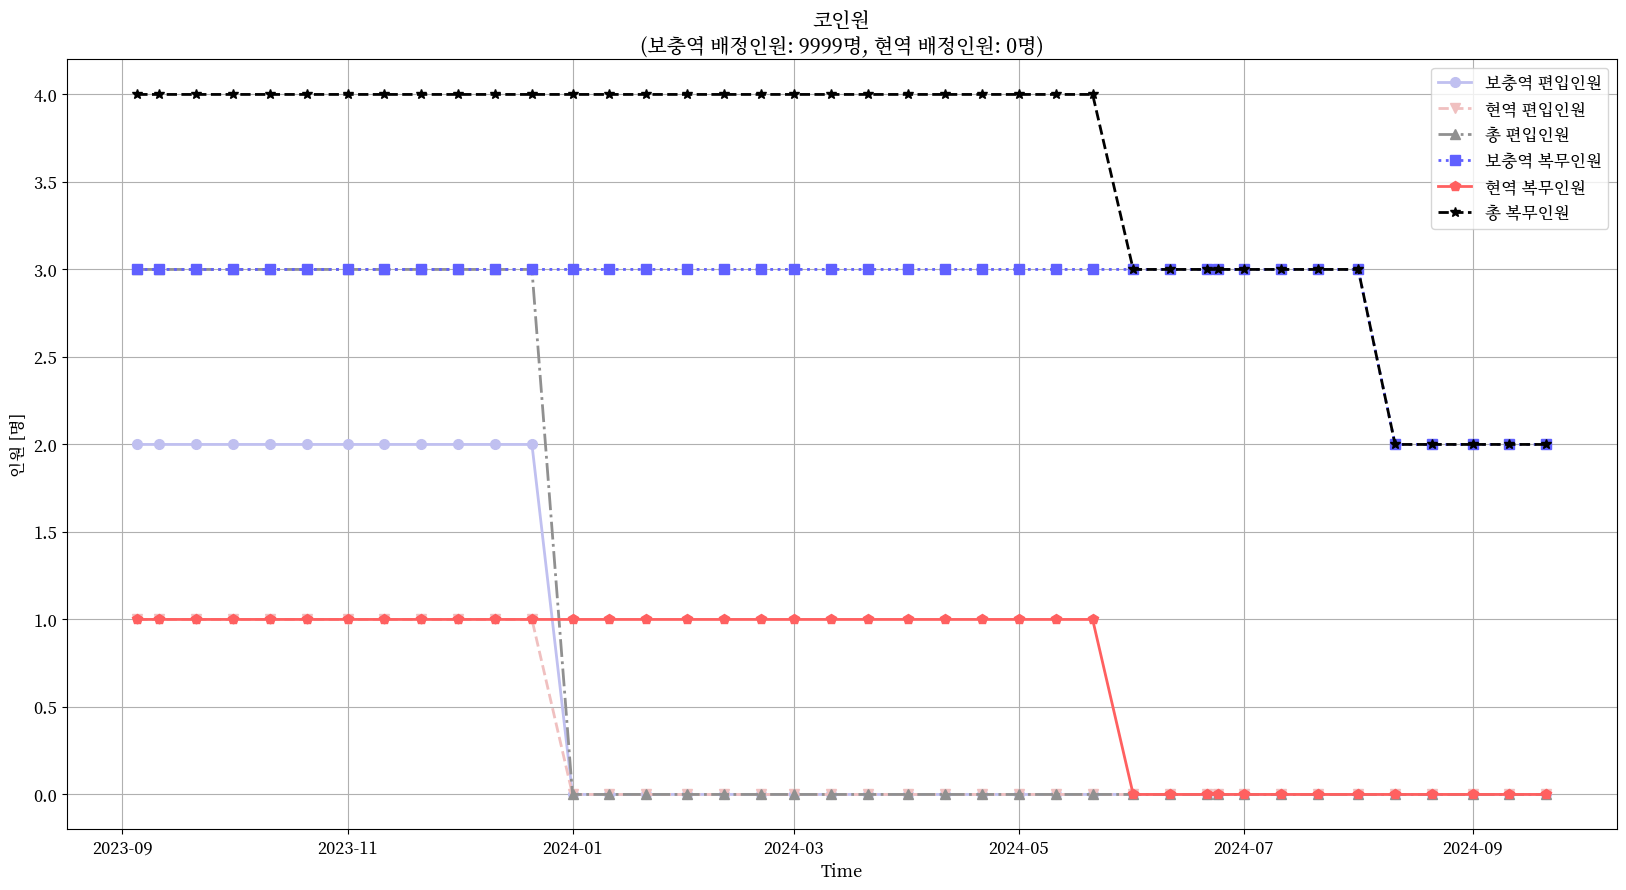 코인원
(보충역 배정인원: 9999명, 현역 배정인원: 0명)
보충역 편입인원
현역 편입인원
총 편입인원
보충역 복무인원
현역 복무인원
총 복무인원
인원 [명]
4.0
3.5
3.0
2.5
2.0
1.5
1.0
0.5
0.0
2023-09
2023-11
2024-01
2024-03
2024-05
2024-07
2024-09
Time